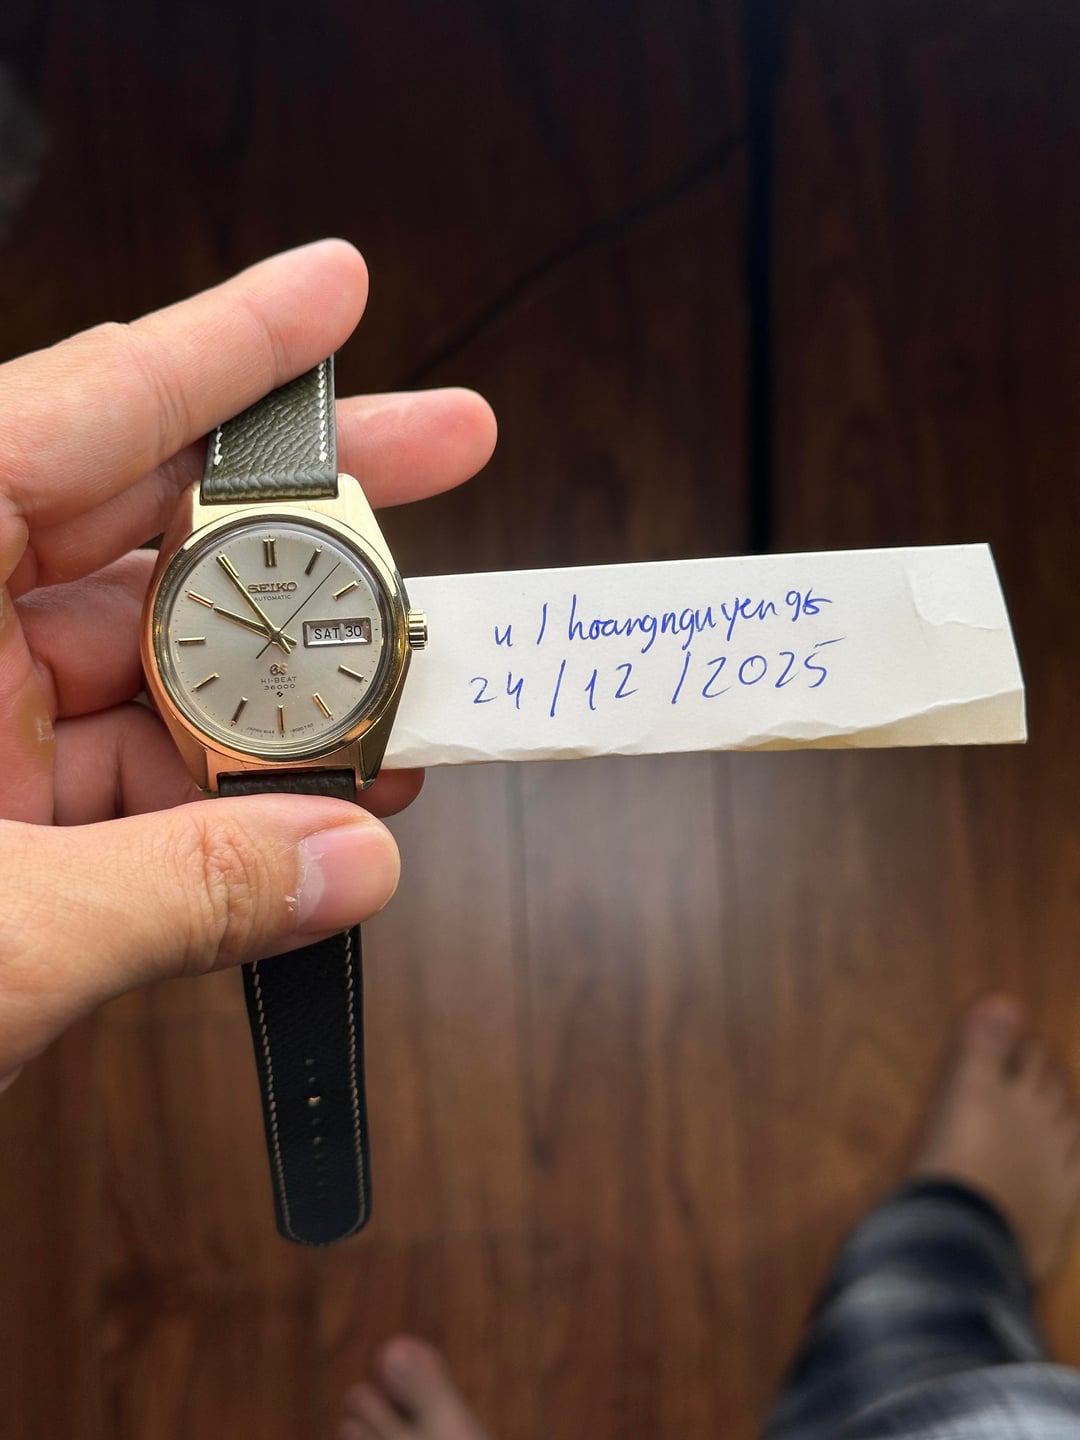 SEIKO
AUTOMATIC
SAT 30
GS
HI-BEAT
36000
u/hoangnguyen95
24/12/2025